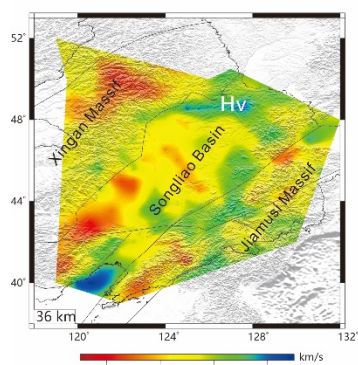 52°
48°
44°
40°
Hv
Xingan Massif
Songliao Basin
Jiamusi Massif
36 km
120°
124°
128°
132°
km/s